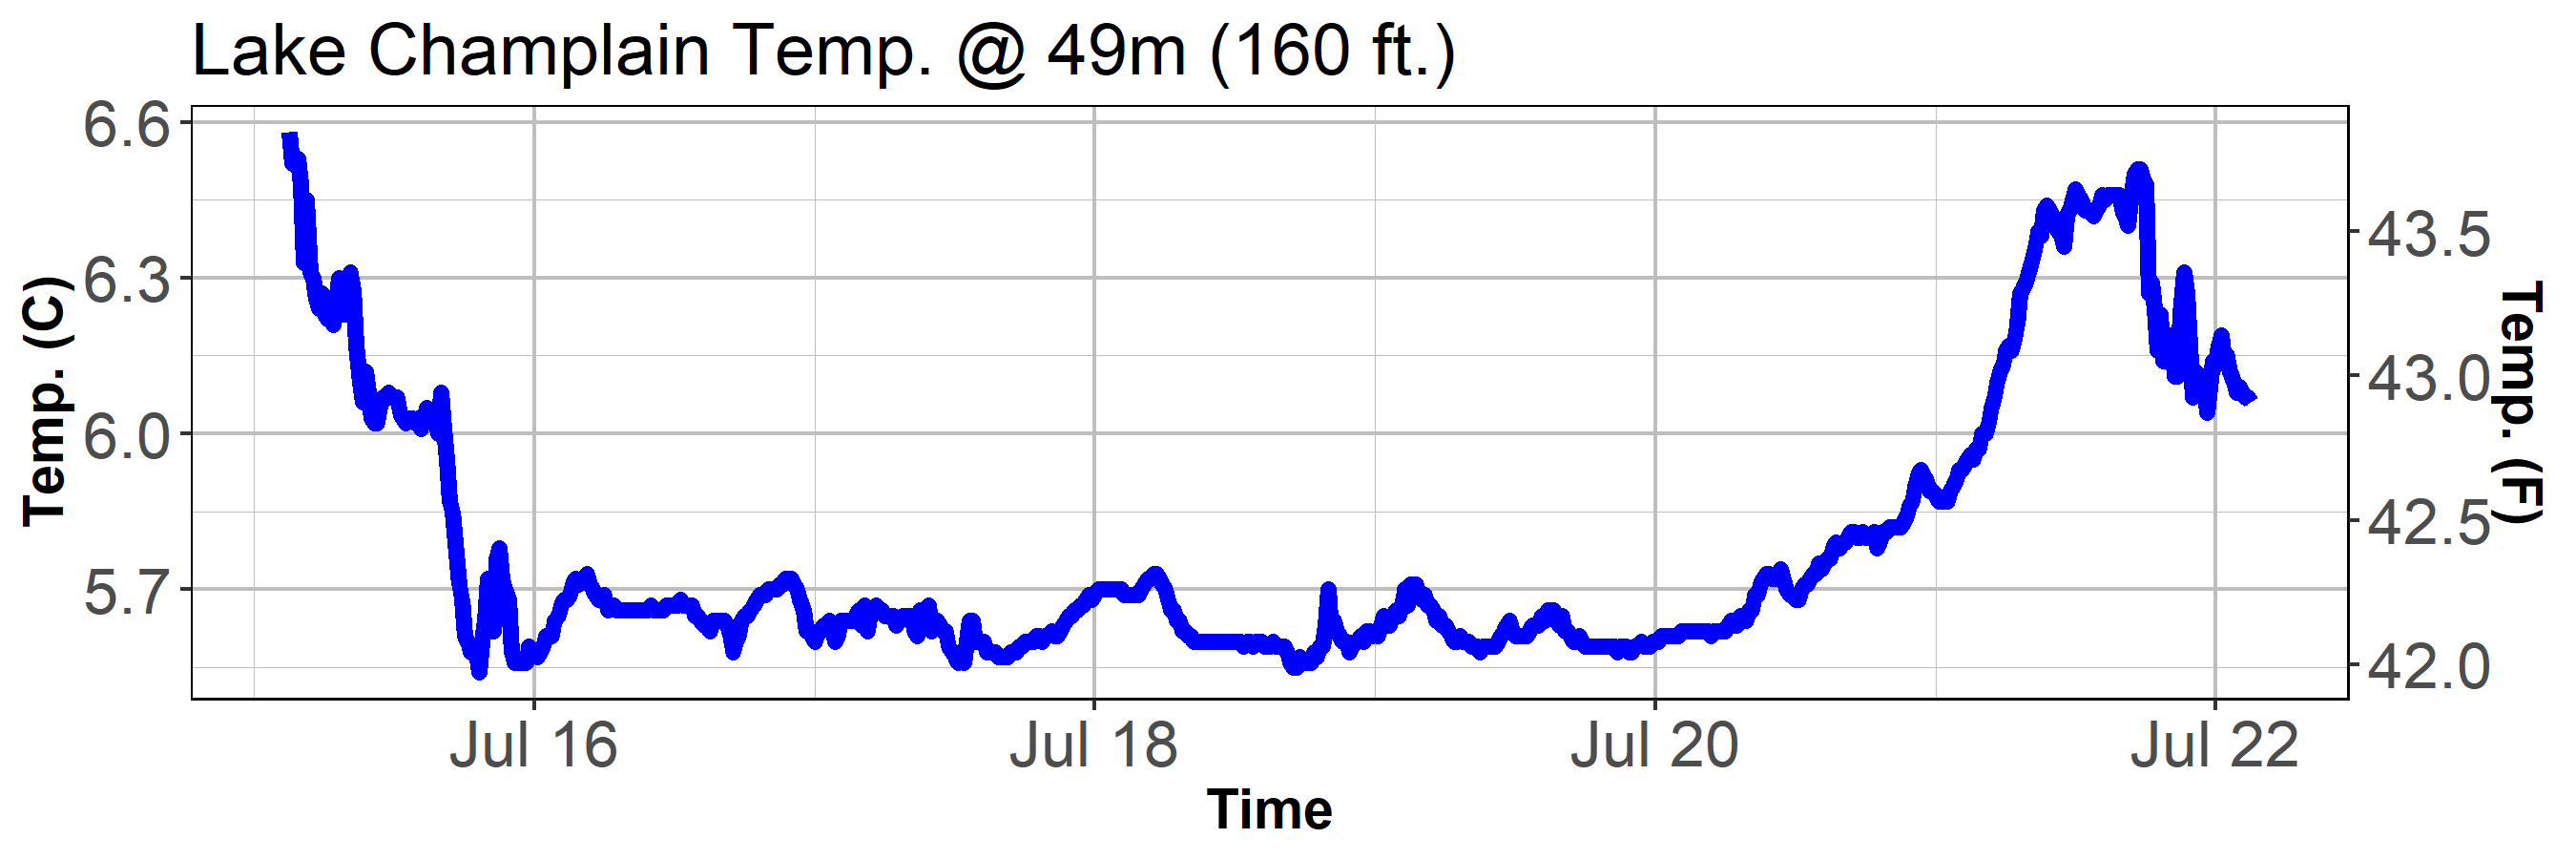 Lake Champlain Temp. @ 49m (160 ft.)
Temp. (C)
6.6
6.3
6.0
5.7
43.5
43.0
42.5
42.0
Temp. (F)
Jul 16 Jul 18 Jul 20 Jul 22
Time